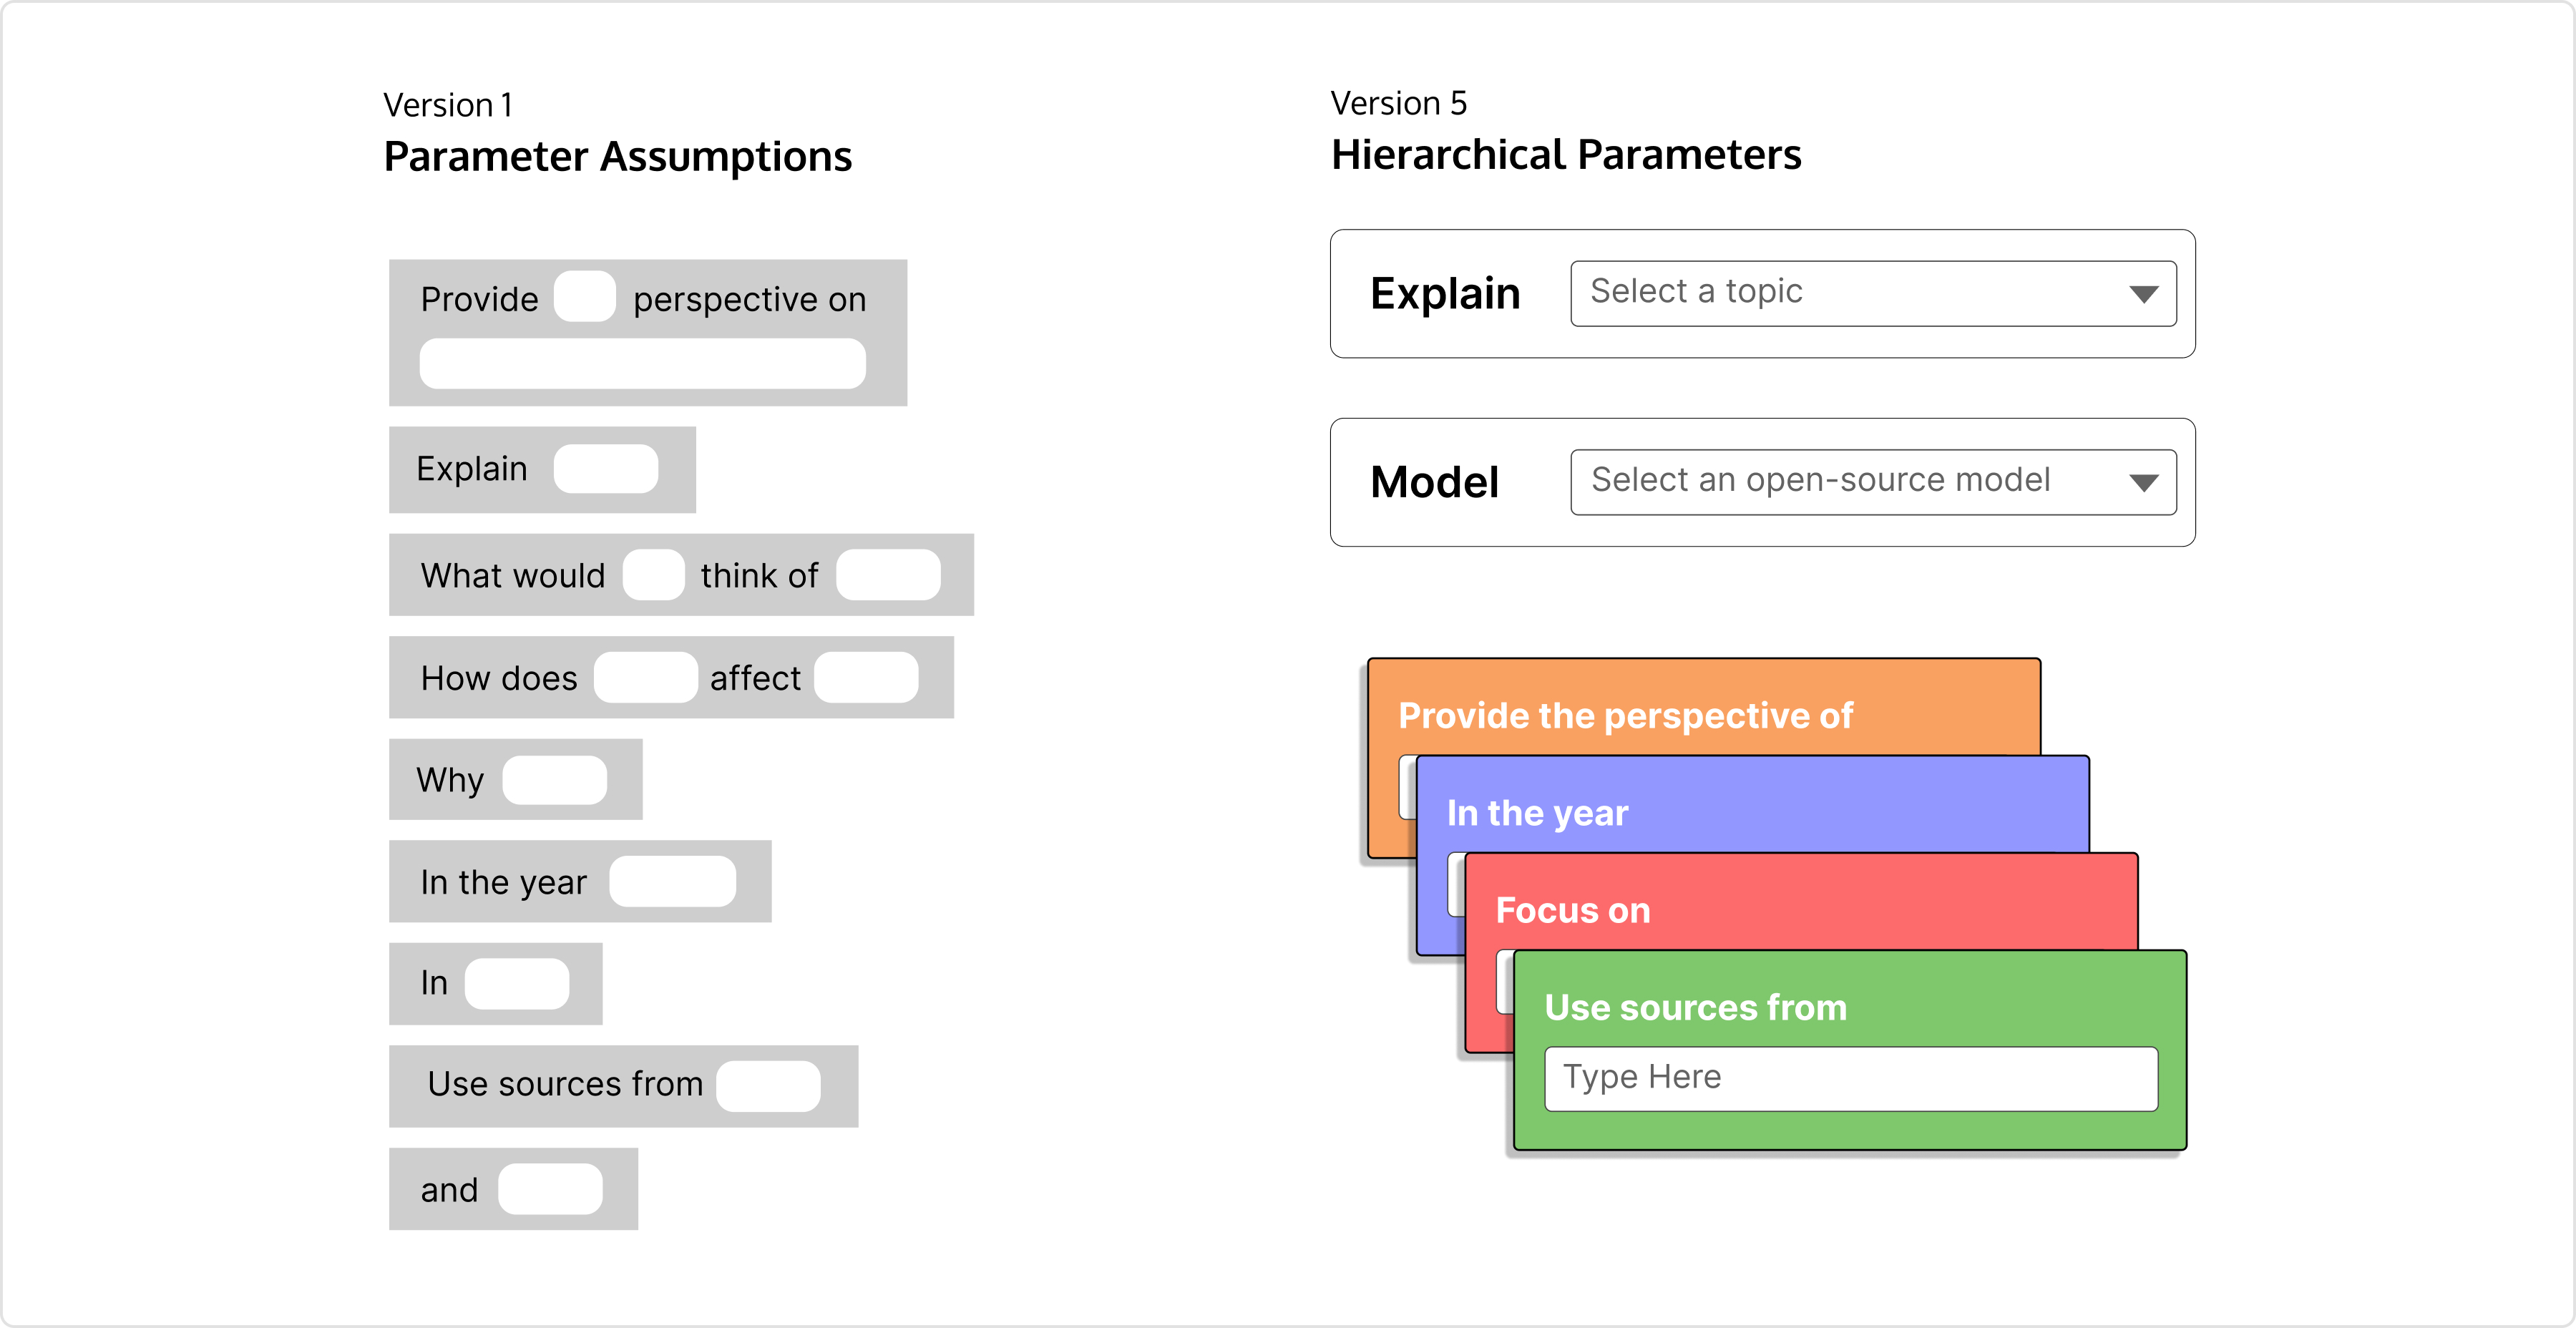 Version 1
Parameter Assumptions
Provide perspective on
Explain
What would think of
How does affect
Why
In the year
In
Use sources from
and
Version 5
Hierarchical Parameters
Explain Select a topic
Model Select an open-source model
Provide the perspective of
In the year
Focus on
Use sources from
Type Here